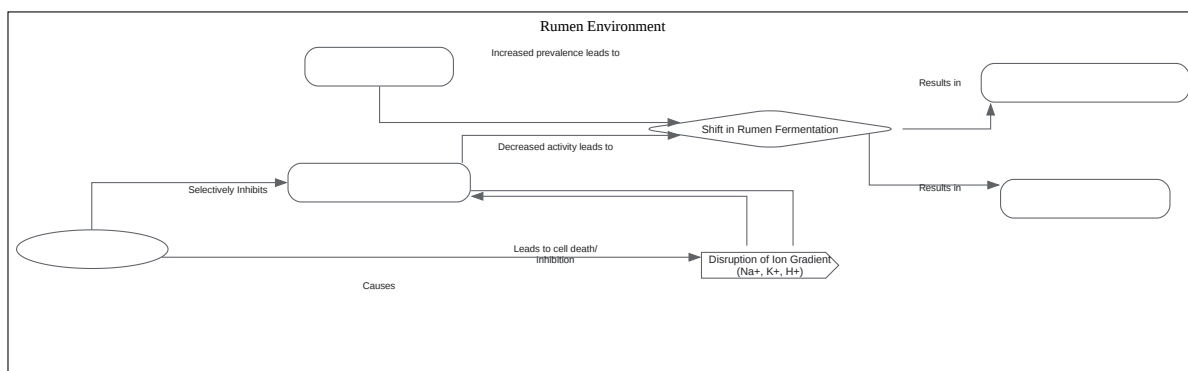 Rumen Environment
Increased prevalence leads to
Results in
Shift in Rumen Fermentation
Decreased activity leads to
Selectively Inhibits
Results in
Leads to cell death/
inhibition
Disruption of Ion Gradient
(Na+, K+, H+)
Causes